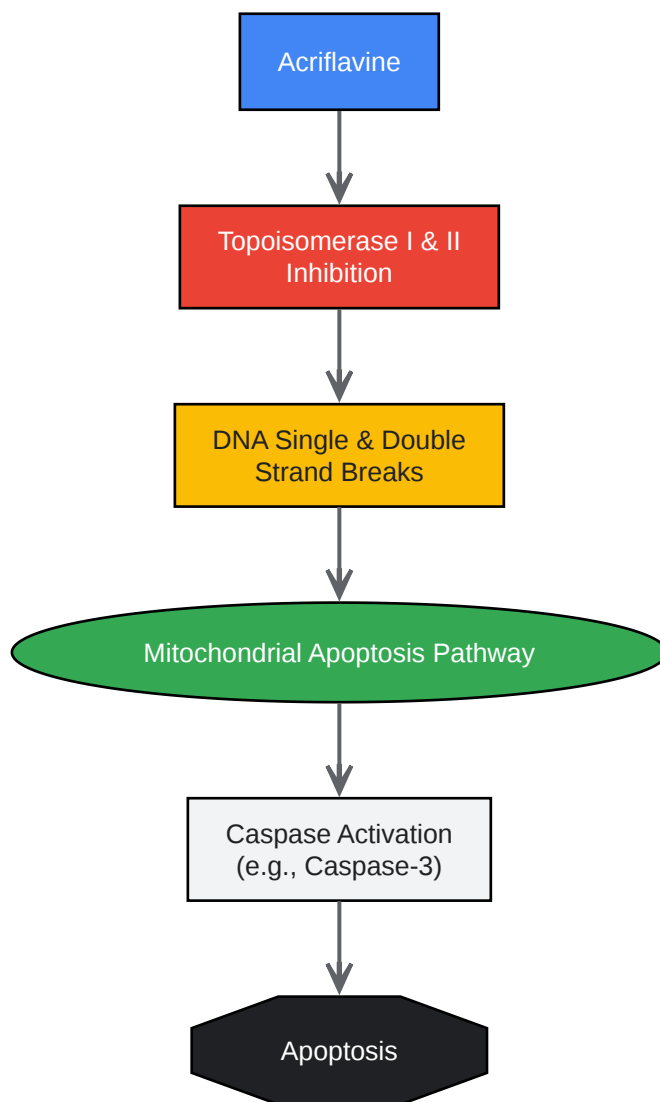 Acriflavine
Topoisomerase I & II
Inhibition
DNA Single & Double
Strand Breaks
Mitochondrial Apoptosis Pathway
Caspase Activation
(e.g., Caspase-3)
Apoptosis